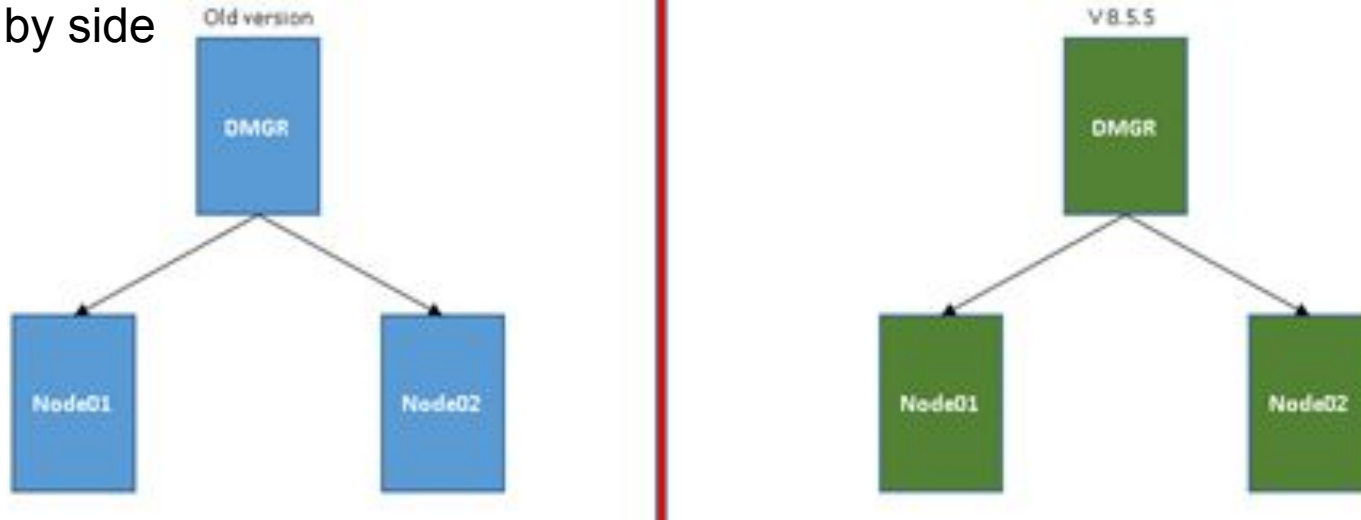 by side
Old version
DMGR
Node01
Node02
V 8.5.5
DMGR
Node01
Node02